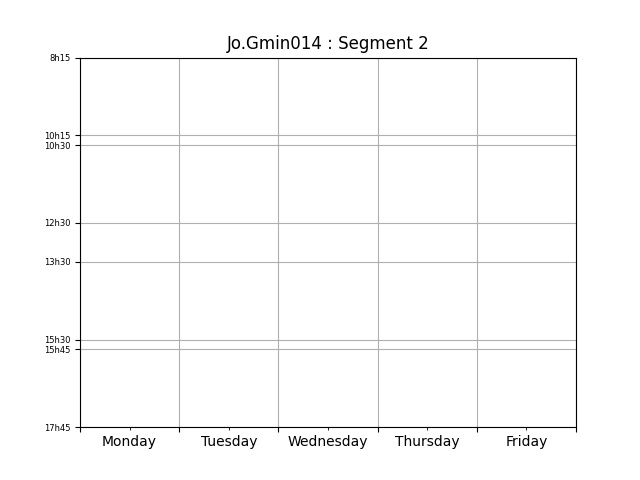 Jo.Gmin014 : Segment 2
8h15
10h15
10h30
12h30
13h30
15h30
15h45
17h45
Monday Tuesday Wednesday Thursday Friday